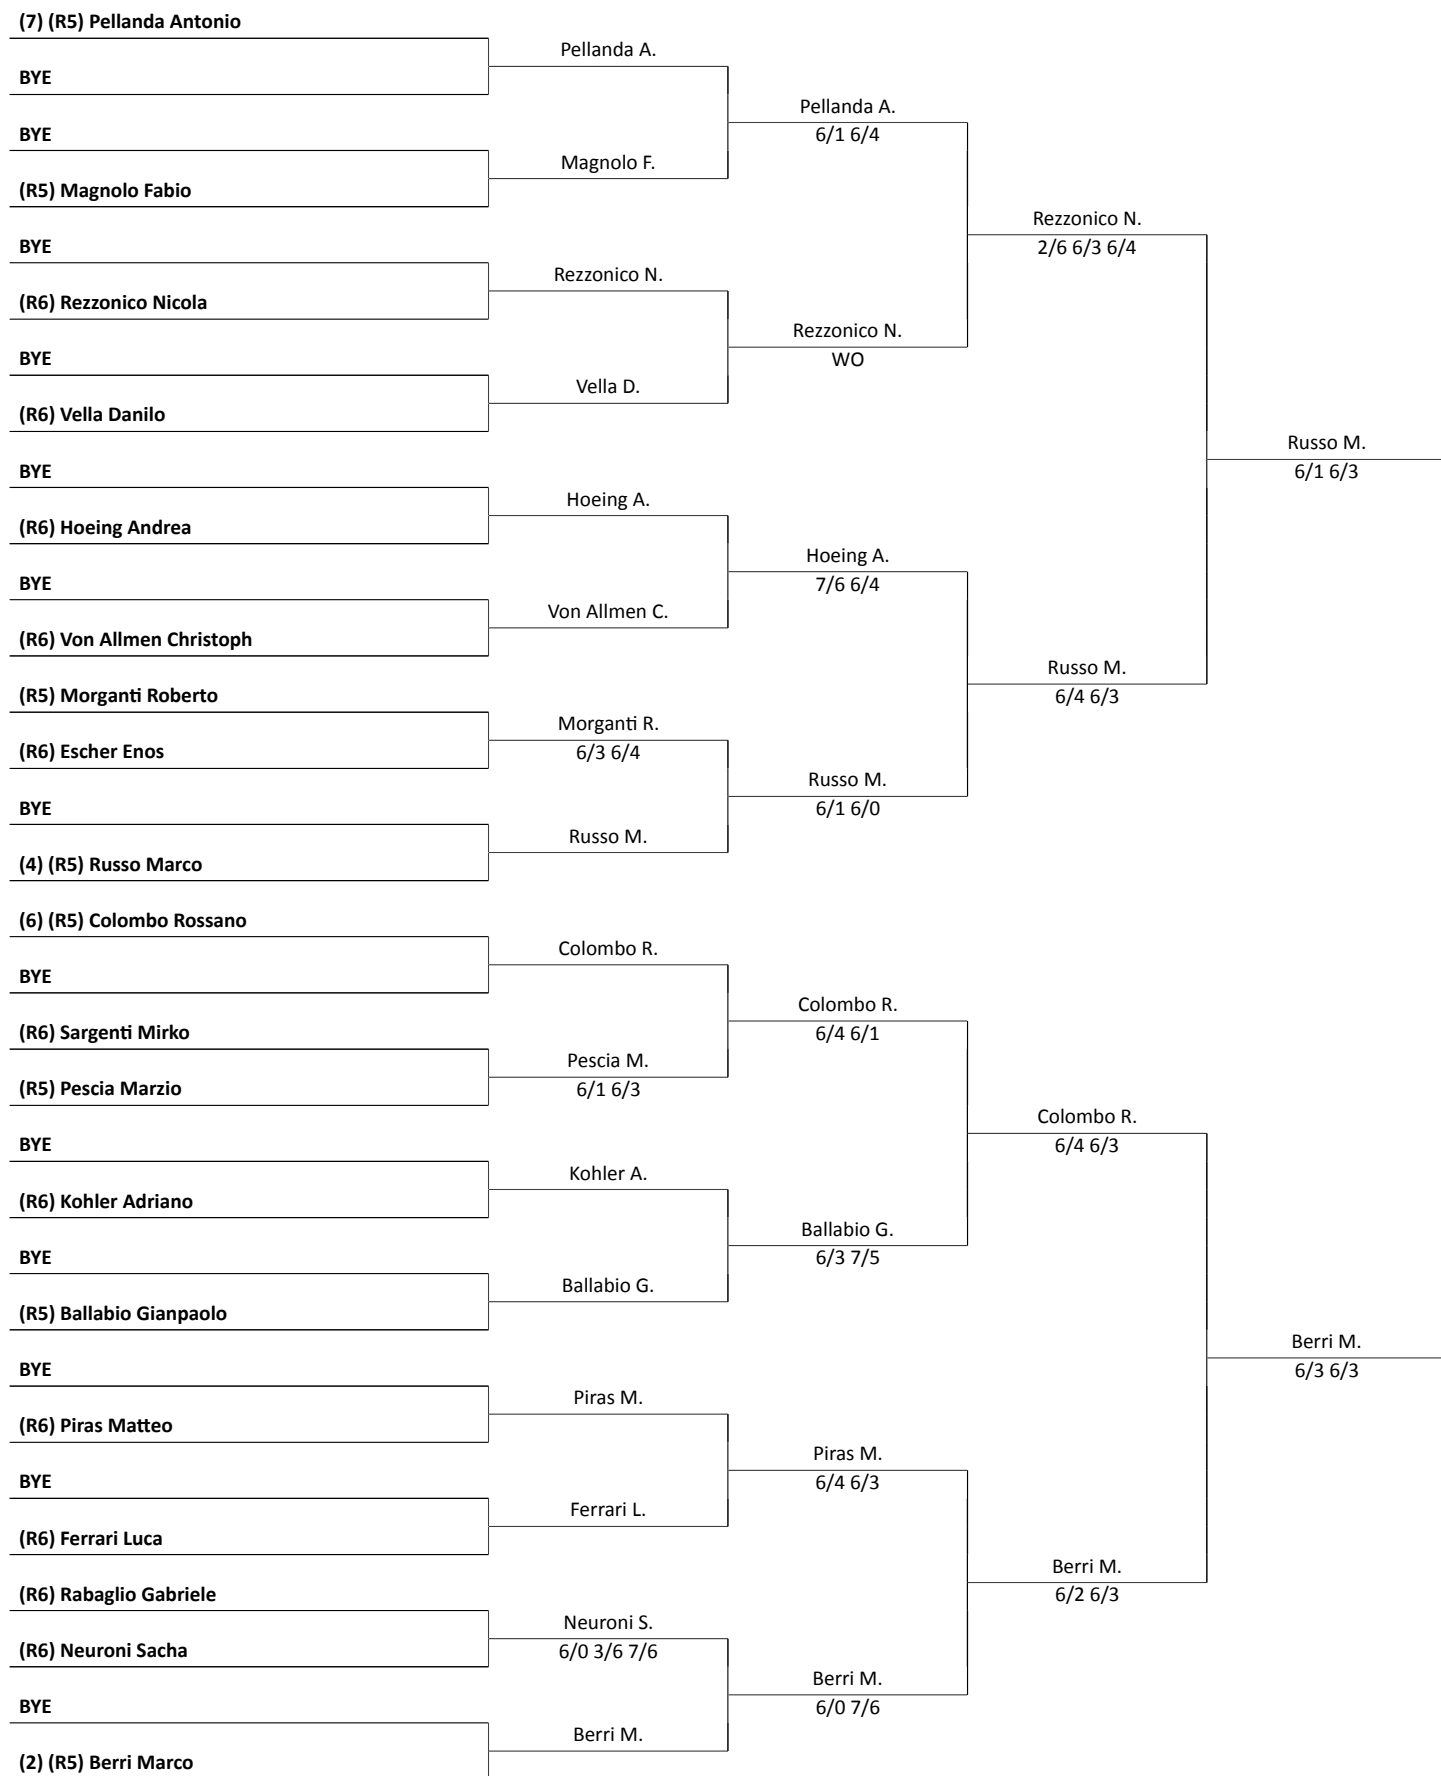 (7) (R5) Pellanda Antonio
Pellanda A.
BYE
Pellanda A.
6/1 6/4
BYE
Magnolo F.
(R5) Magnolo Fabio
Rezzonico N.
2/6 6/3 6/4
BYE
Rezzonico N.
(R6) Rezzonico Nicola
Rezzonico N.
WO
BYE
Vella D.
(R6) Vella Danilo
Russo M.
6/1 6/3
BYE
Hoeing A.
(R6) Hoeing Andrea
Hoeing A.
7/6 6/4
BYE
Von Allmen C.
(R6) Von Allmen Christoph
Russo M.
6/4 6/3
(R5) Morganti Roberto
Morganti R.
6/3 6/4
(R6) Escher Enos
Russo M.
6/1 6/0
BYE
Russo M.
(4) (R5) Russo Marco
(6) (R5) Colombo Rossano
Colombo R.
BYE
Colombo R.
6/4 6/1
(R6) Sargenti Mirko
Pescia M.
6/1 6/3
(R5) Pescia Marzio
Colombo R.
6/4 6/3
BYE
Kohler A.
(R6) Kohler Adriano
Ballabio G.
6/3 7/5
BYE
Ballabio G.
(R5) Ballabio Gianpaolo
Berri M.
6/3 6/3
BYE
Piras M.
(R6) Piras Matteo
Piras M.
6/4 6/3
BYE
Ferrari L.
(R6) Ferrari Luca
Berri M.
6/2 6/3
(R6) Rabaglio Gabriele
Neuroni S.
6/0 3/6 7/6
(R6) Neuroni Sacha
Berri M.
6/0 7/6
BYE
Berri M.
(2) (R5) Berri Marco